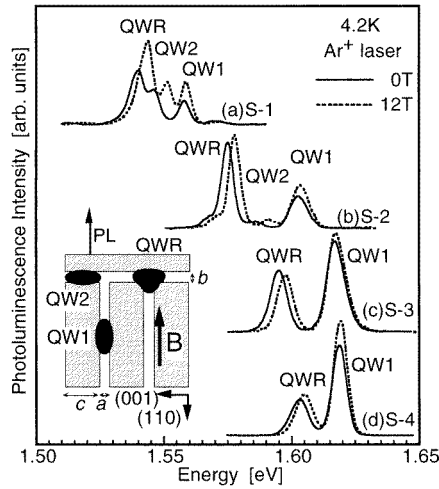 Photoluminescence Intensity [arb. units]
4.2K
Ar+ laser
0T
12T
QWR
QW2
QW1
(a)S-1
QWR
QW2
QW1
(b)S-2
QWR
QW1
(c)S-3
QWR
QW1
(d)S-4
PL
QWR
b
QW2
QW1
B
c
a
(001)
(110)
1.50
1.55
1.60
1.65
Energy [eV]